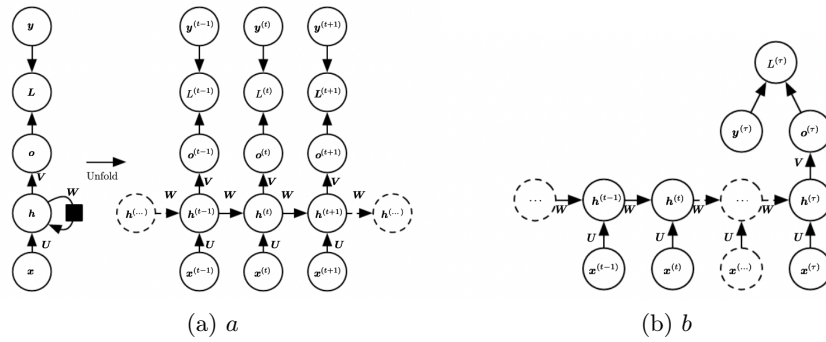 y y^(t-1) y^(t) y^(t+1)
L L^(t-1) L^(t) L^(t+1)
o o^(t-1) o^(t) o^(t+1)
Unfold
V V V V
W W W W W
h h^(...) h^(t-1) h^(t) h^(t+1) h^(...)
U U U U
x x^(t-1) x^(t) x^(t+1)
(a) a
L^(τ)
y^(τ) o^(τ)
V
... h^(t-1) h^(t) ... h^(τ)
W W W W
U U U U
x^(t-1) x^(t) x^(...) x^(τ)
(b) b